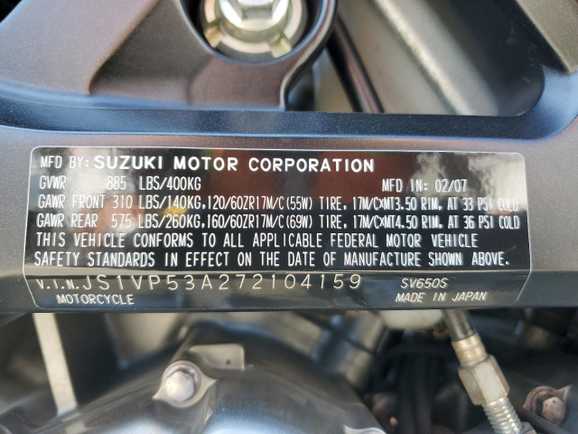 MFD BY: SUZUKI MOTOR CORPORATION
GVWR 885 LBS/400KG MFD IN: 02/07
GAWR FRONT 310 LBS/140KG,120/60ZR17M/C(55W) TIRE, 17M/C×MT3.50 RIM, AT 33 PSI COLD
GAWR REAR 575 LBS/260KG,160/60ZR17M/C(69W) TIRE, 17M/C×MT4.50 RIM, AT 36 PSI COLD
THIS VEHICLE CONFORMS TO ALL APPLICABLE FEDERAL MOTOR VEHICLE
SAFETY STANDARDS IN EFFECT ON THE DATE OF MANUFACTURE SHOWN ABOVE.
V.I.N. JS1VP53A272104159 SV650S
MOTORCYCLE MADE IN JAPAN